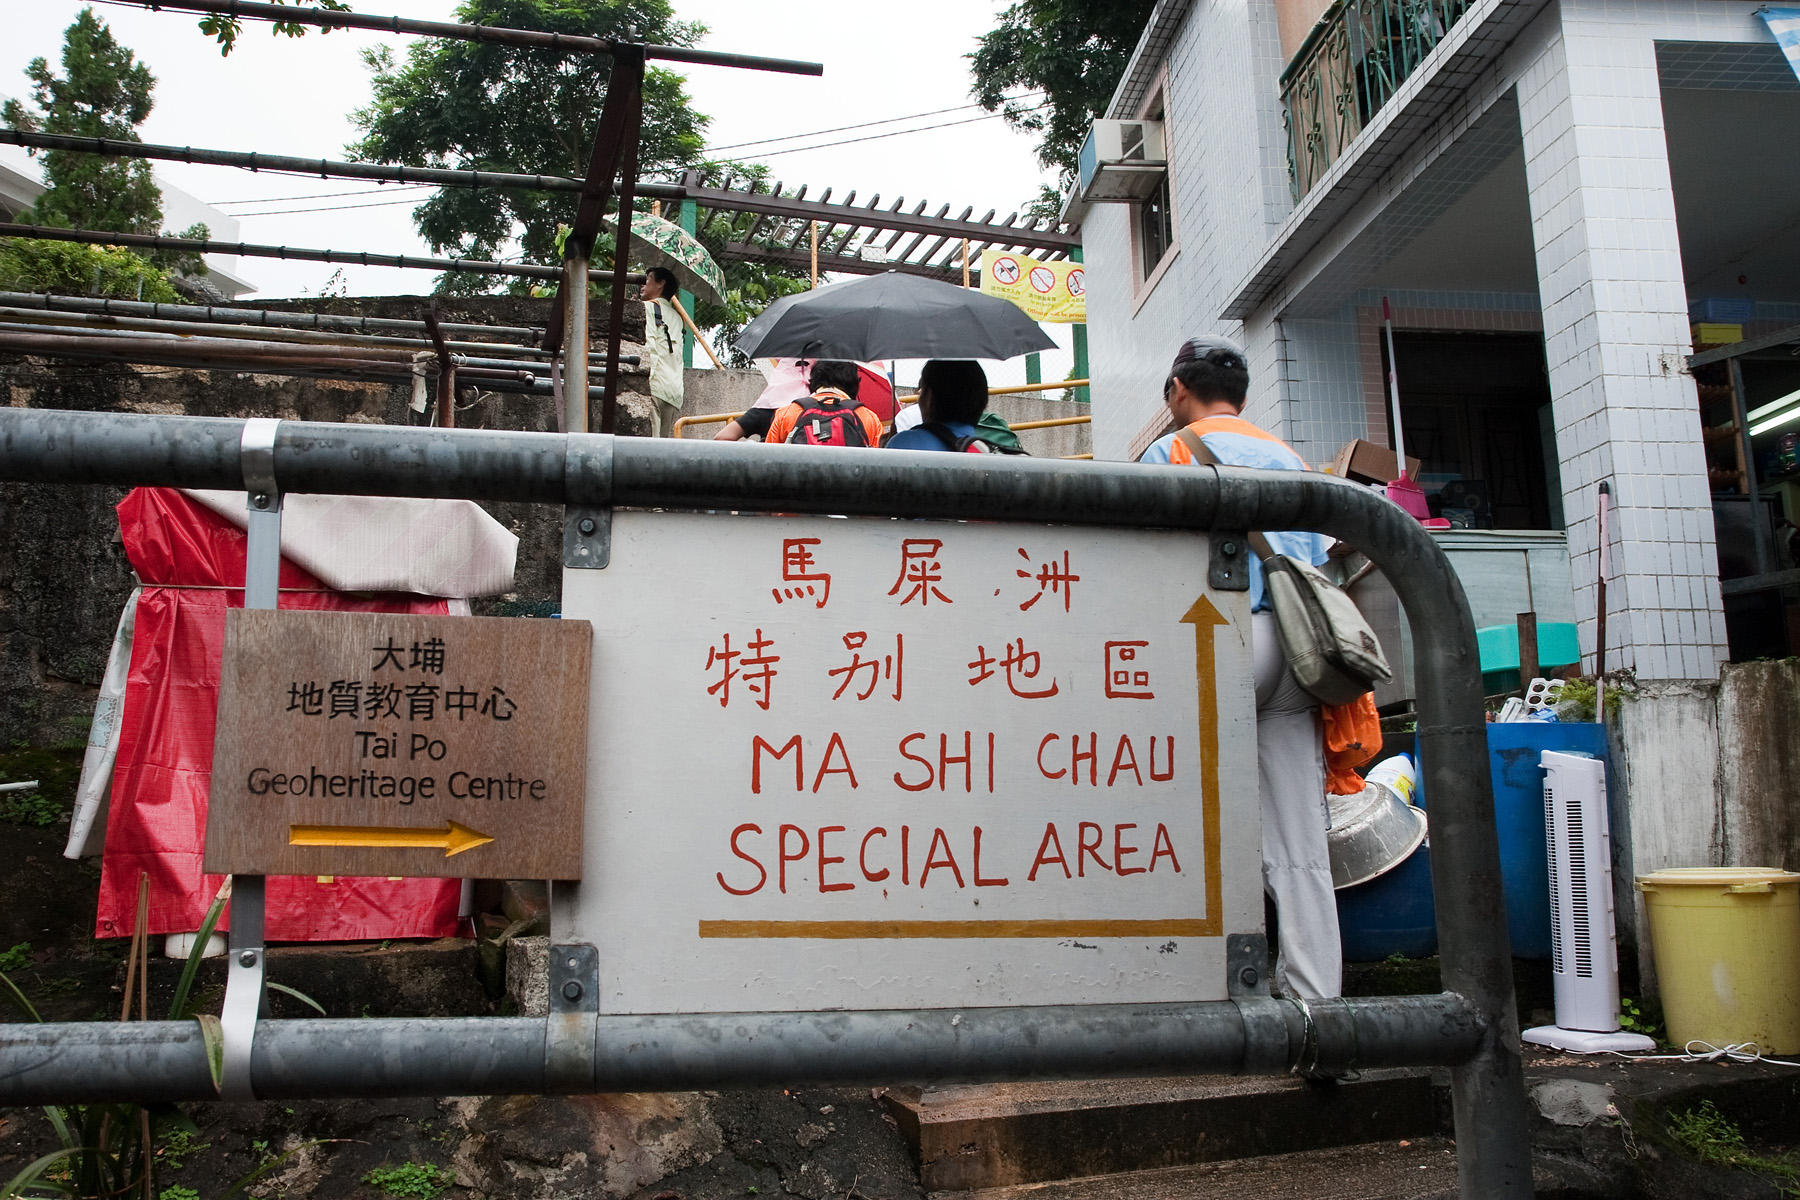 大埔
地質教育中心
Tai Po
Geoheritage Centre
馬屎洲
特別地區
MA SHI CHAU
SPECIAL AREA